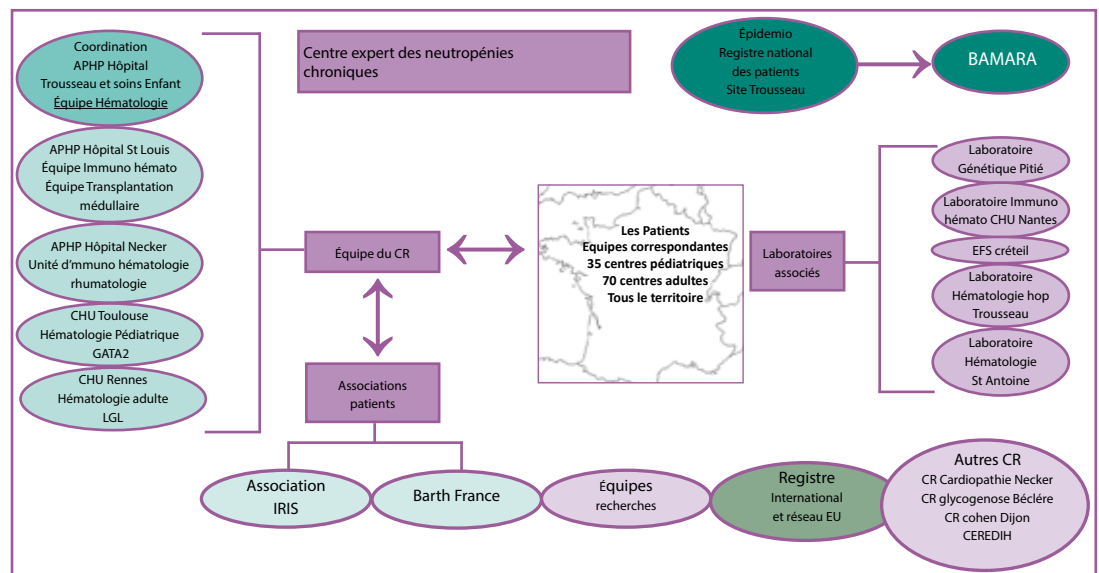 Coordination
APHP Hôpital
Trousseau et soins Enfant
Équipe Hématologie
APHP Hôpital St Louis
Équipe Immuno hémato
Équipe Transplantation
médullaire
APHP Hôpital Necker
Unité d'mmuno hématologie
rhumatologie
CHU Toulouse
Hématologie Pédiatrique
GATA2
CHU Rennes
Hématologie adulte
LGL
Centre expert des neutropénies
chroniques
Épidemio
Registre national
des patients
Site Trousseau
BAMARA
Équipe du CR
Les Patients
Equipes correspondantes
35 centres pédiatriques
70 centres adultes
Tous le territoire
Laboratoires
associés
Laboratoire
Génétique Pitié
Laboratoire Immuno
hémato CHU Nantes
EFS créteil
Laboratoire
Hématologie hop
Trousseau
Laboratoire
Hématologie
St Antoine
Associations
patients
Association
IRIS
Barth France
Équipes
recherches
Registre
International
et réseau EU
Autres CR
CR Cardiopathie Necker
CR glycogenose Béclére
CR cohen Dijon
CEREDIH